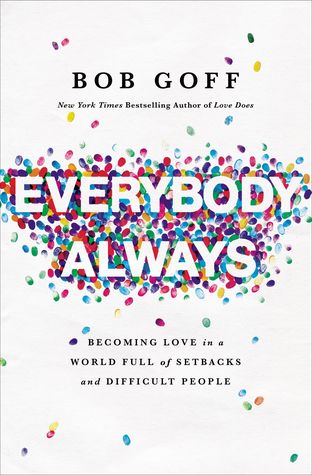 BOB GOFF
New York Times Bestselling Author of Love Does
EVERYBODY
ALWAYS
BECOMING LOVE in a
WORLD FULL of SETBACKS
and DIFFICULT PEOPLE